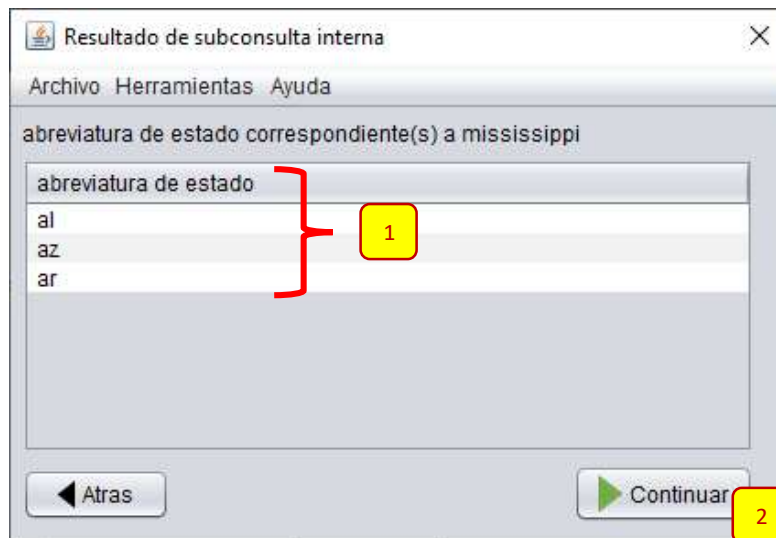 Resultado de subconsulta interna
Archivo Herramientas Ayuda
abreviatura de estado correspondiente(s) a mississippi
abreviatura de estado
al
az
ar
1
Atras
Continuar
2